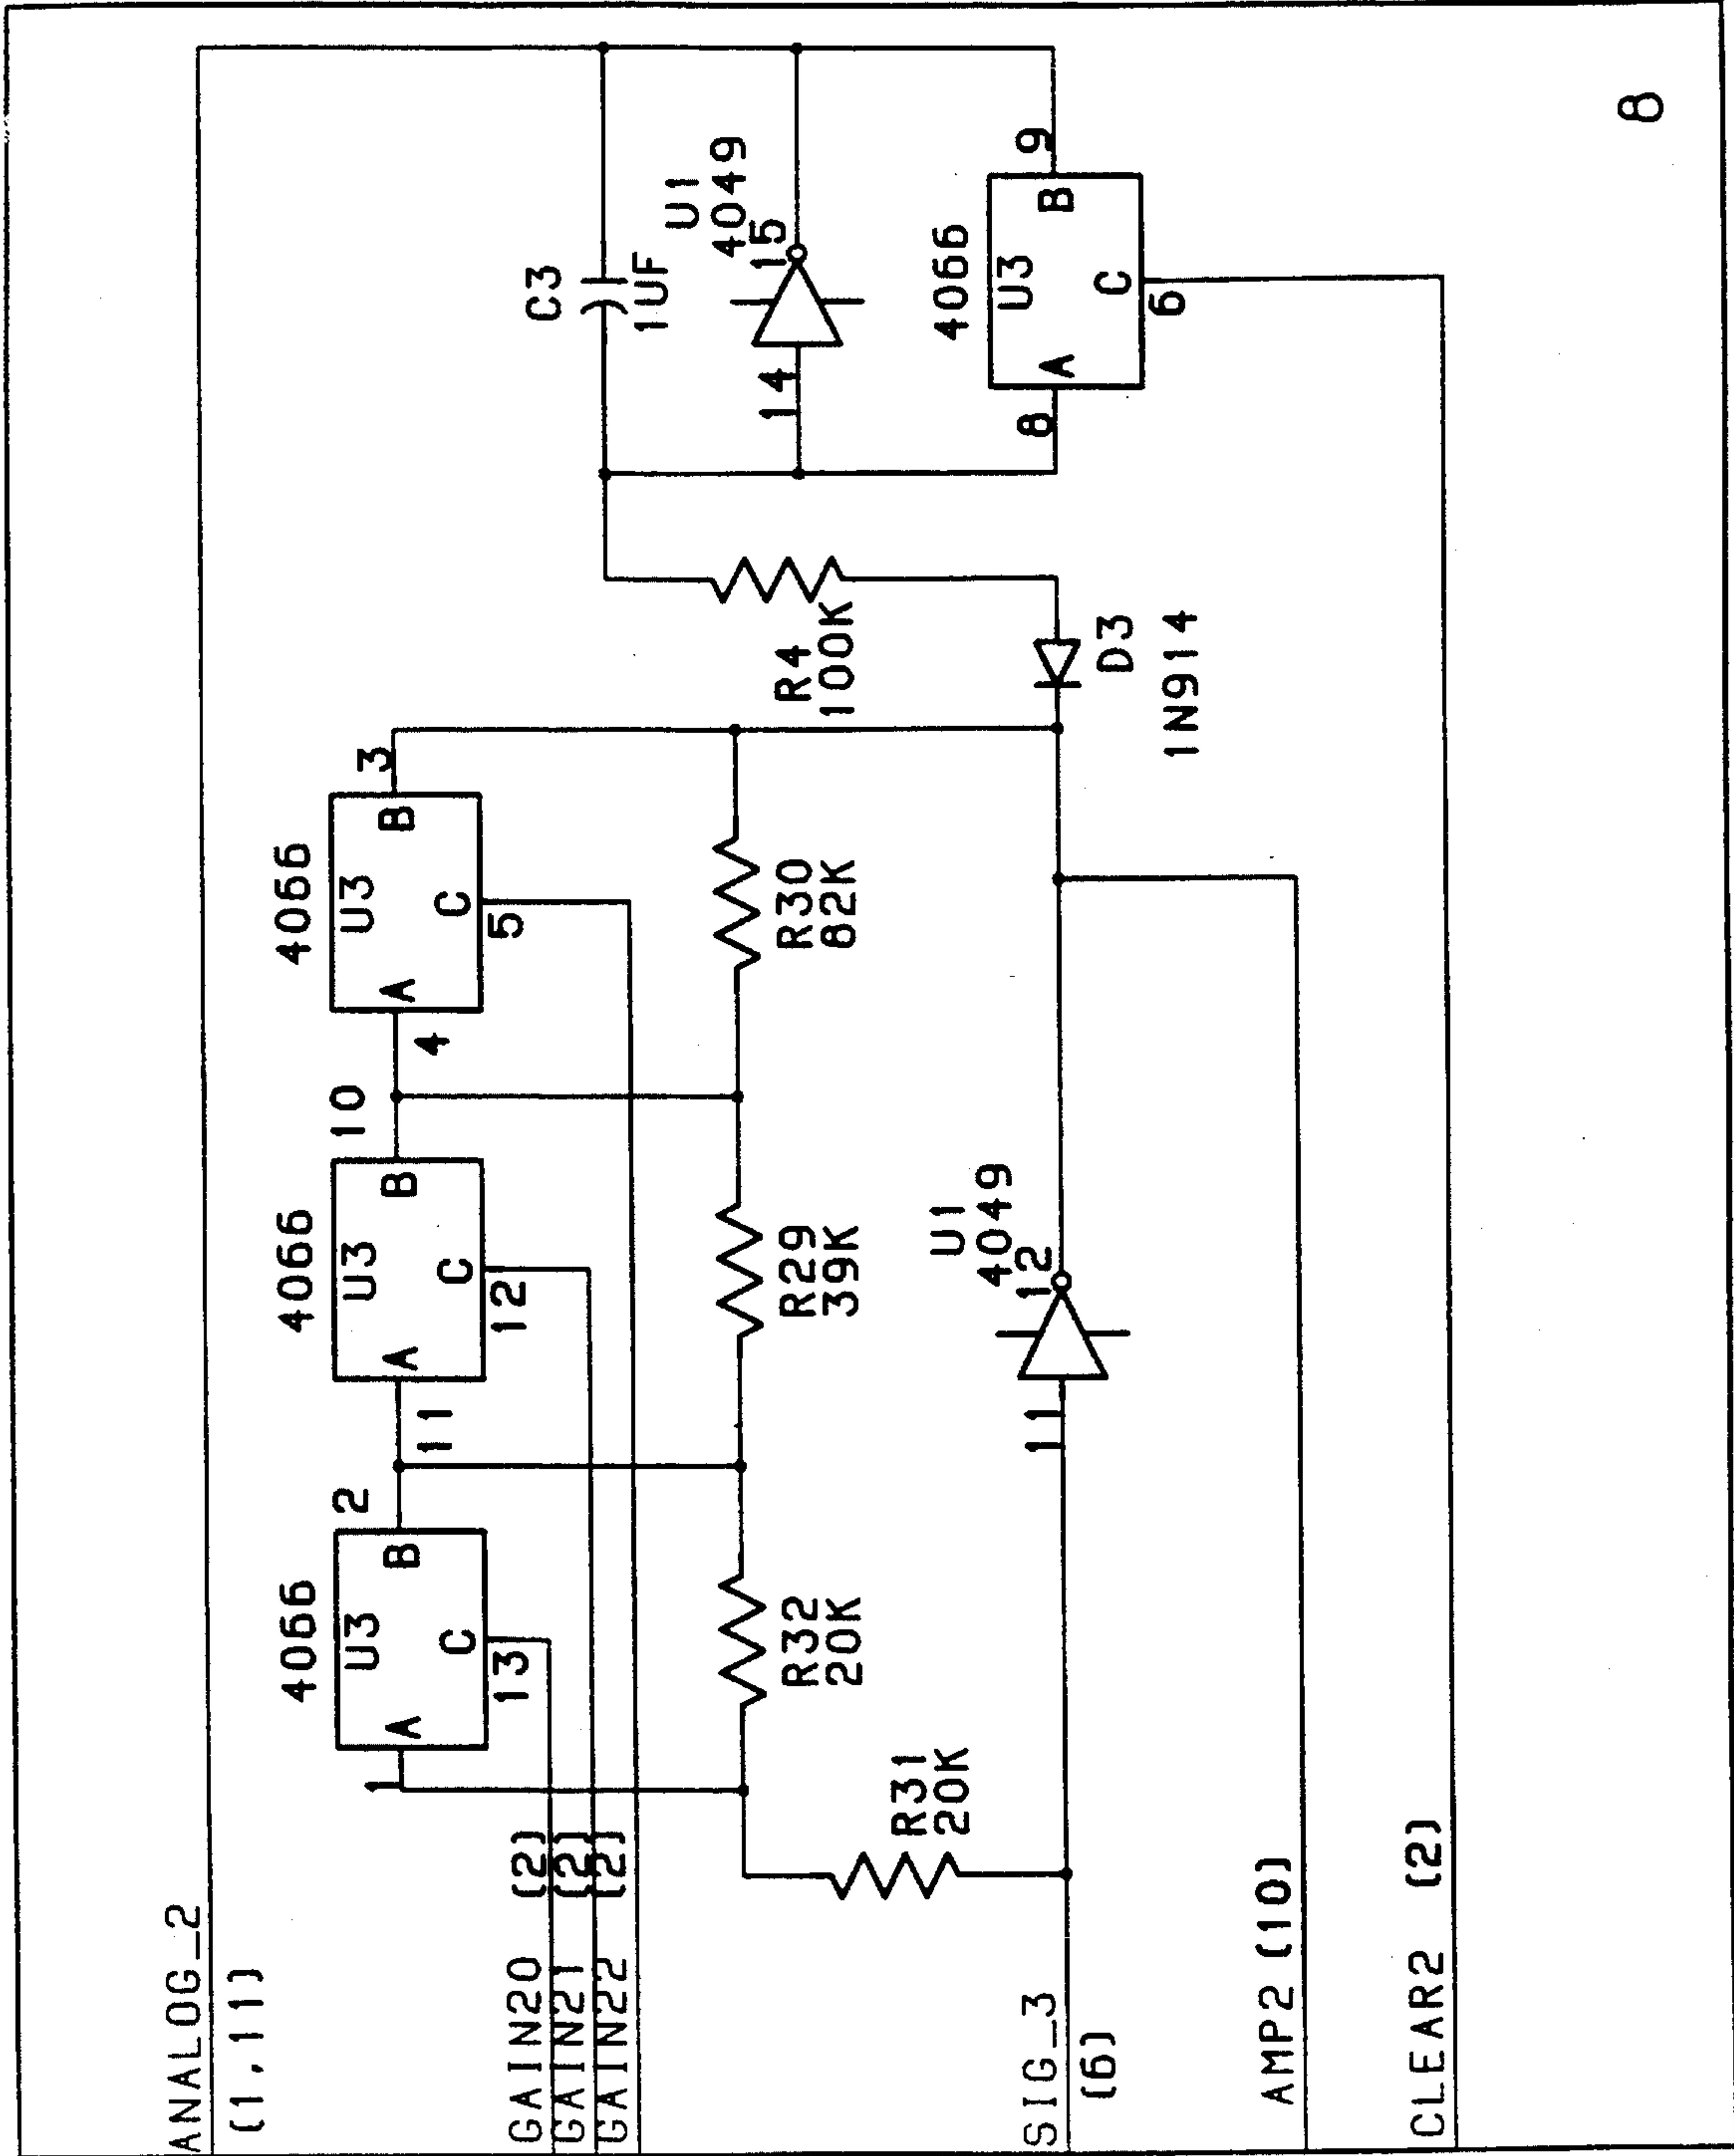 ANALOG_2
(1,11)
GAIN20 (2)
GAIN21 (2)
GAIN22 (2)
4066
U3
A
B
C
1
2
13
4066
U3
A
B
C
11
10
12
4066
U3
A
B
C
4
3
5
R32
20K
R29
39K
R30
82K
R31
20K
SIG_3
(6)
U1
4049
11
12
AMP2 (10)
CLEAR2 (2)
R4
100K
D3
1N914
C3
1UF
U1
4049
14
15
4066
U3
A
B
C
8
9
6
8